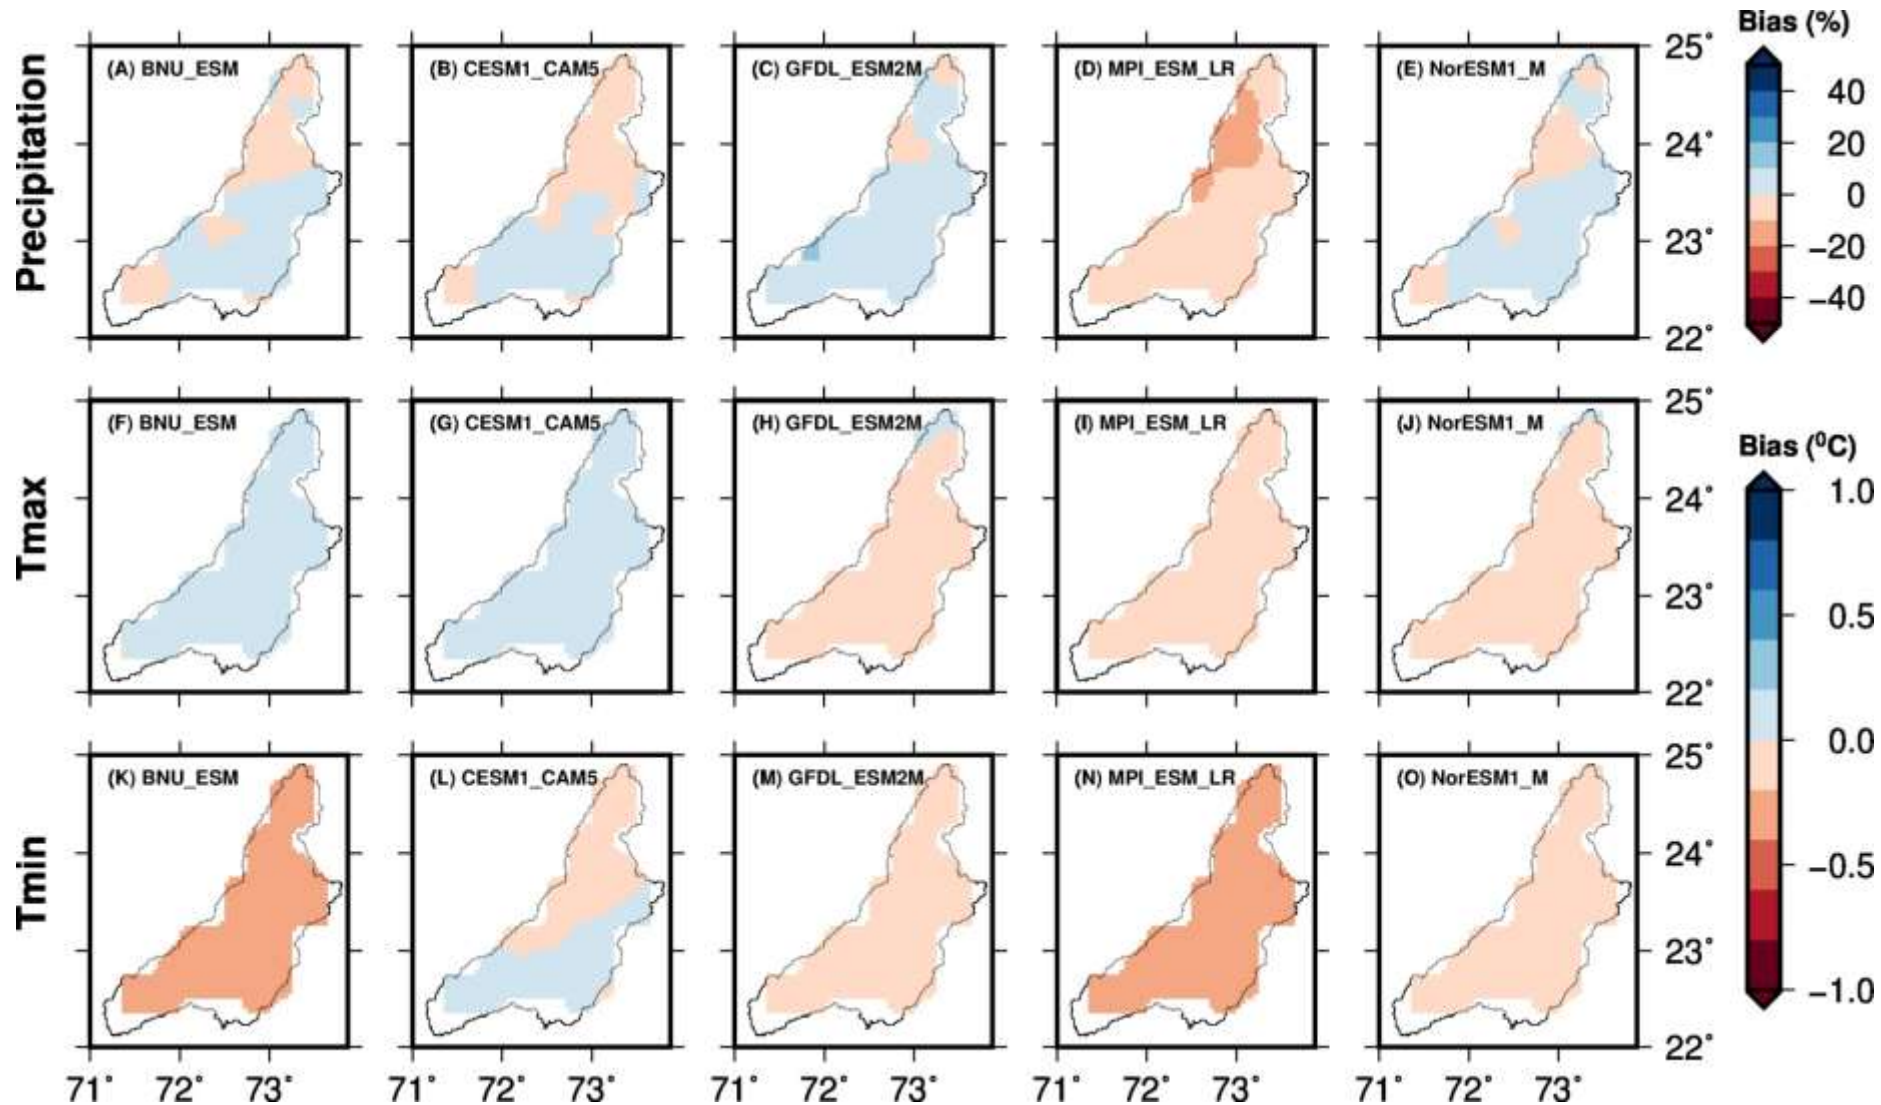 Bias (%)
Precipitation
(A) BNU_ESM
(B) CESM1_CAM5
(C) GFDL_ESM2M
(D) MPI_ESM_LR
(E) NorESM1_M
25°
24°
23°
22°
40
20
0
−20
−40
Tmax
(F) BNU_ESM
(G) CESM1_CAM5
(H) GFDL_ESM2M
(I) MPI_ESM_LR
(J) NorESM1_M
25°
24°
23°
22°
Bias (⁰C)
1.0
0.5
0.0
−0.5
−1.0
Tmin
(K) BNU_ESM
(L) CESM1_CAM5
(M) GFDL_ESM2M
(N) MPI_ESM_LR
(O) NorESM1_M
25°
24°
23°
22°
71° 72° 73° 71° 72° 73° 71° 72° 73° 71° 72° 73° 71° 72° 73°